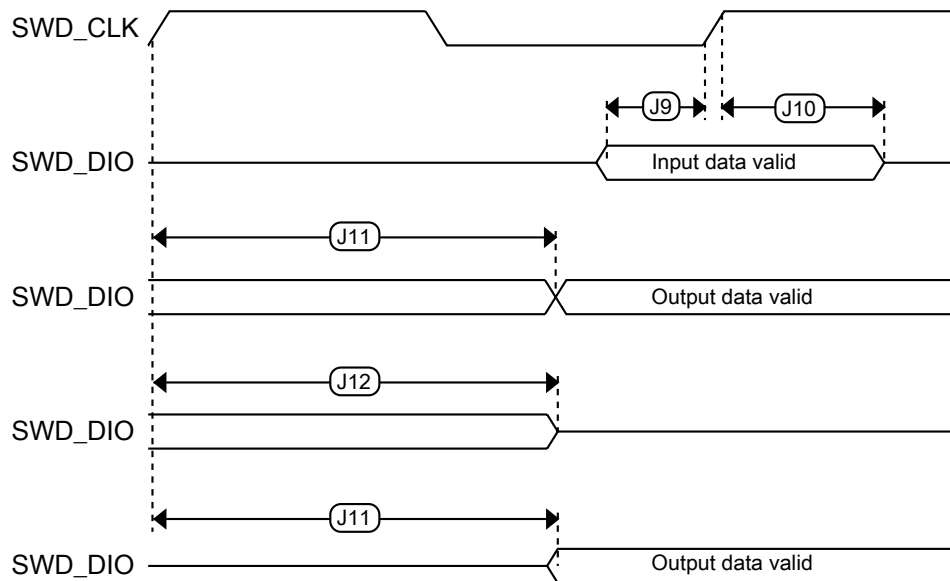 SWD_CLK
J9
J10
SWD_DIO
Input data valid
J11
SWD_DIO
Output data valid
J12
SWD_DIO
J11
SWD_DIO
Output data valid